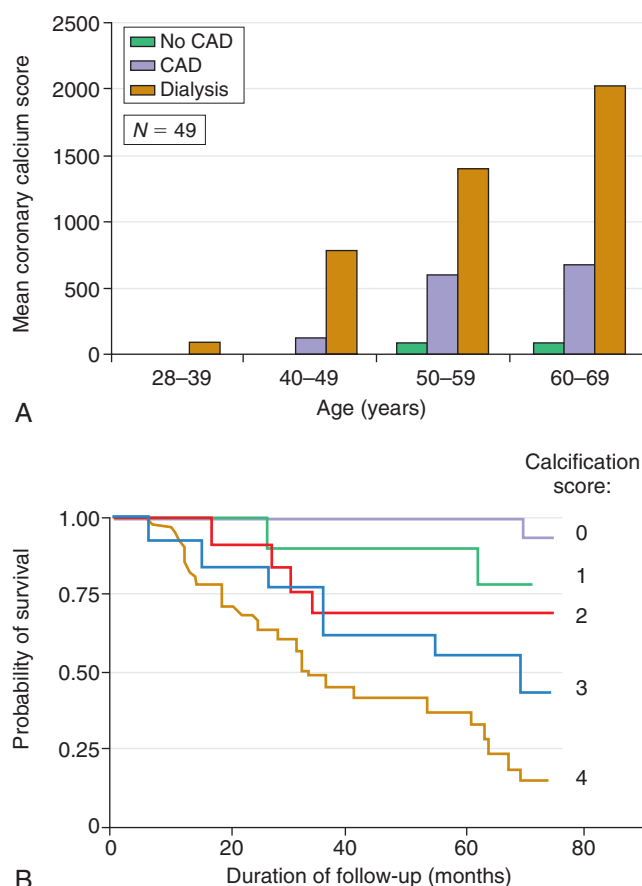 2500
2000
1500
1000
500
0
Mean coronary calcium score
No CAD
CAD
Dialysis
N = 49
28–39 40–49 50–59 60–69
Age (years)
A
Calcification
score:
1.00
0.75
0.50
0.25
0
Probability of survival
0
1
2
3
4
0 20 40 60 80
Duration of follow-up (months)
B